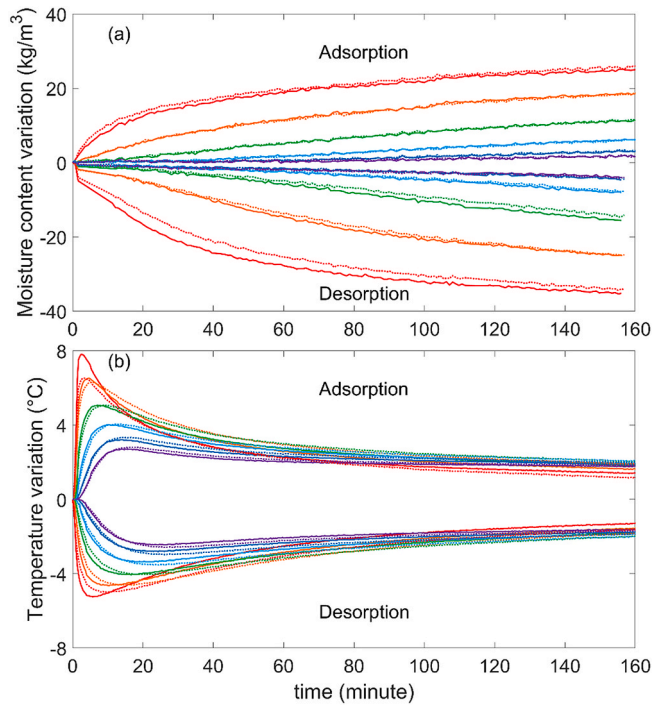 (a)
Adsorption
Moisture content variation (kg/m³)
40
20
0
-20
-40
0 20 40 60 80 100 120 140 160
Desorption
(b)
Adsorption
Temperature variation (°C)
8
4
0
-4
-8
Desorption
0 20 40 60 80 100 120 140 160
time (minute)